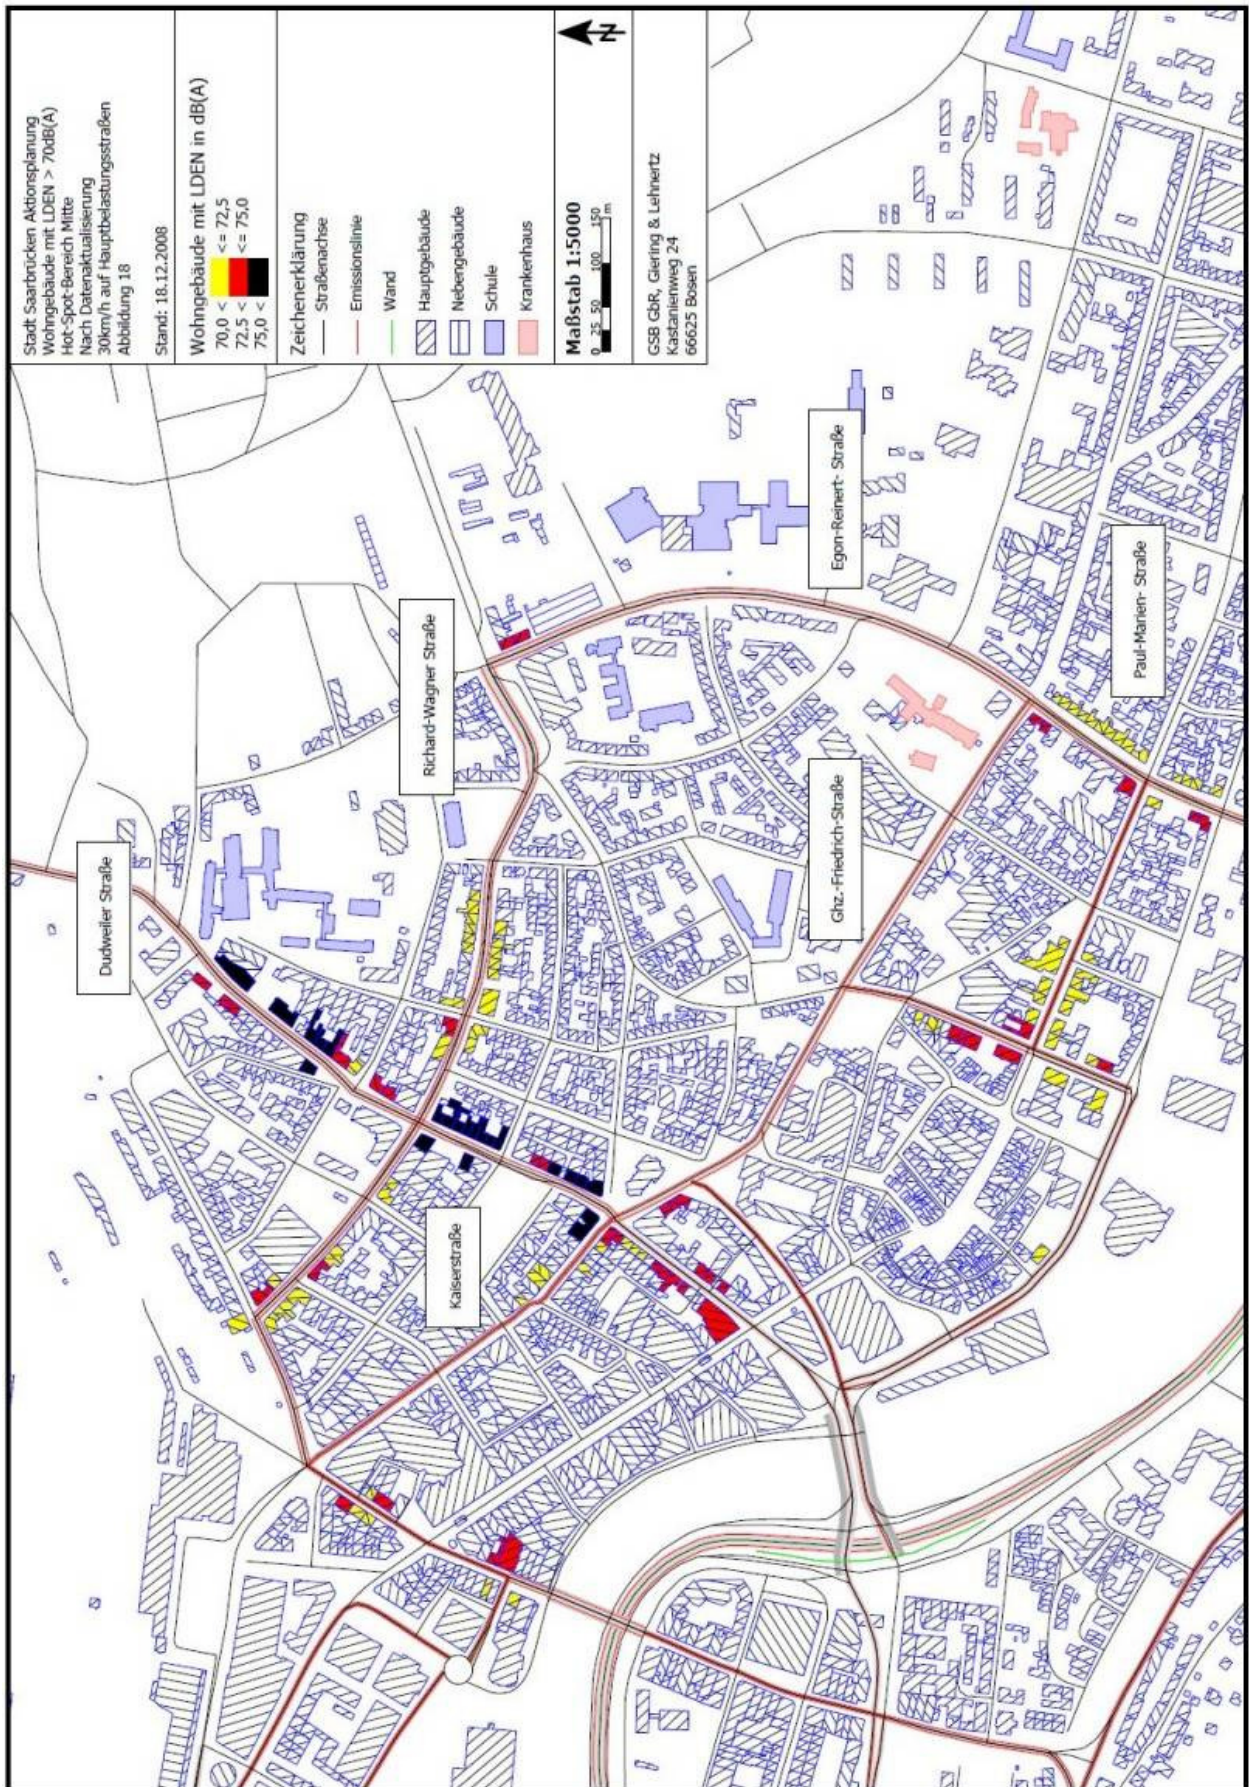 Stadt Saarbrücken Aktionsplanung
Wohngebäude mit LDEN > 70dB(A)
Hot-Spot-Bereich Mitte
Nach Datenaktualisierung
30km/h auf Hauptbelastungsstraßen
Abbildung 18
Stand: 18.12.2008
Wohngebäude mit LDEN in dB(A)
70,0 < <= 72,5
72,5 < <= 75,0
75,0 <
Zeichenerklärung
Straßenachse
Emissionslinie
Wand
Hauptgebäude
Nebengebäude
Schule
Krankenhaus
N
Maßstab 1:5000
0 25 50 100 150
m
GSB GbR, Giering & Lehnertz
Kastanienweg 24
66625 Bosen
Dudweiler Straße
Richard-Wagner Straße
Egon-Reinert- Straße
Kaiserstraße
Ghz.-Friedrich-Straße
Paul-Marien- Straße